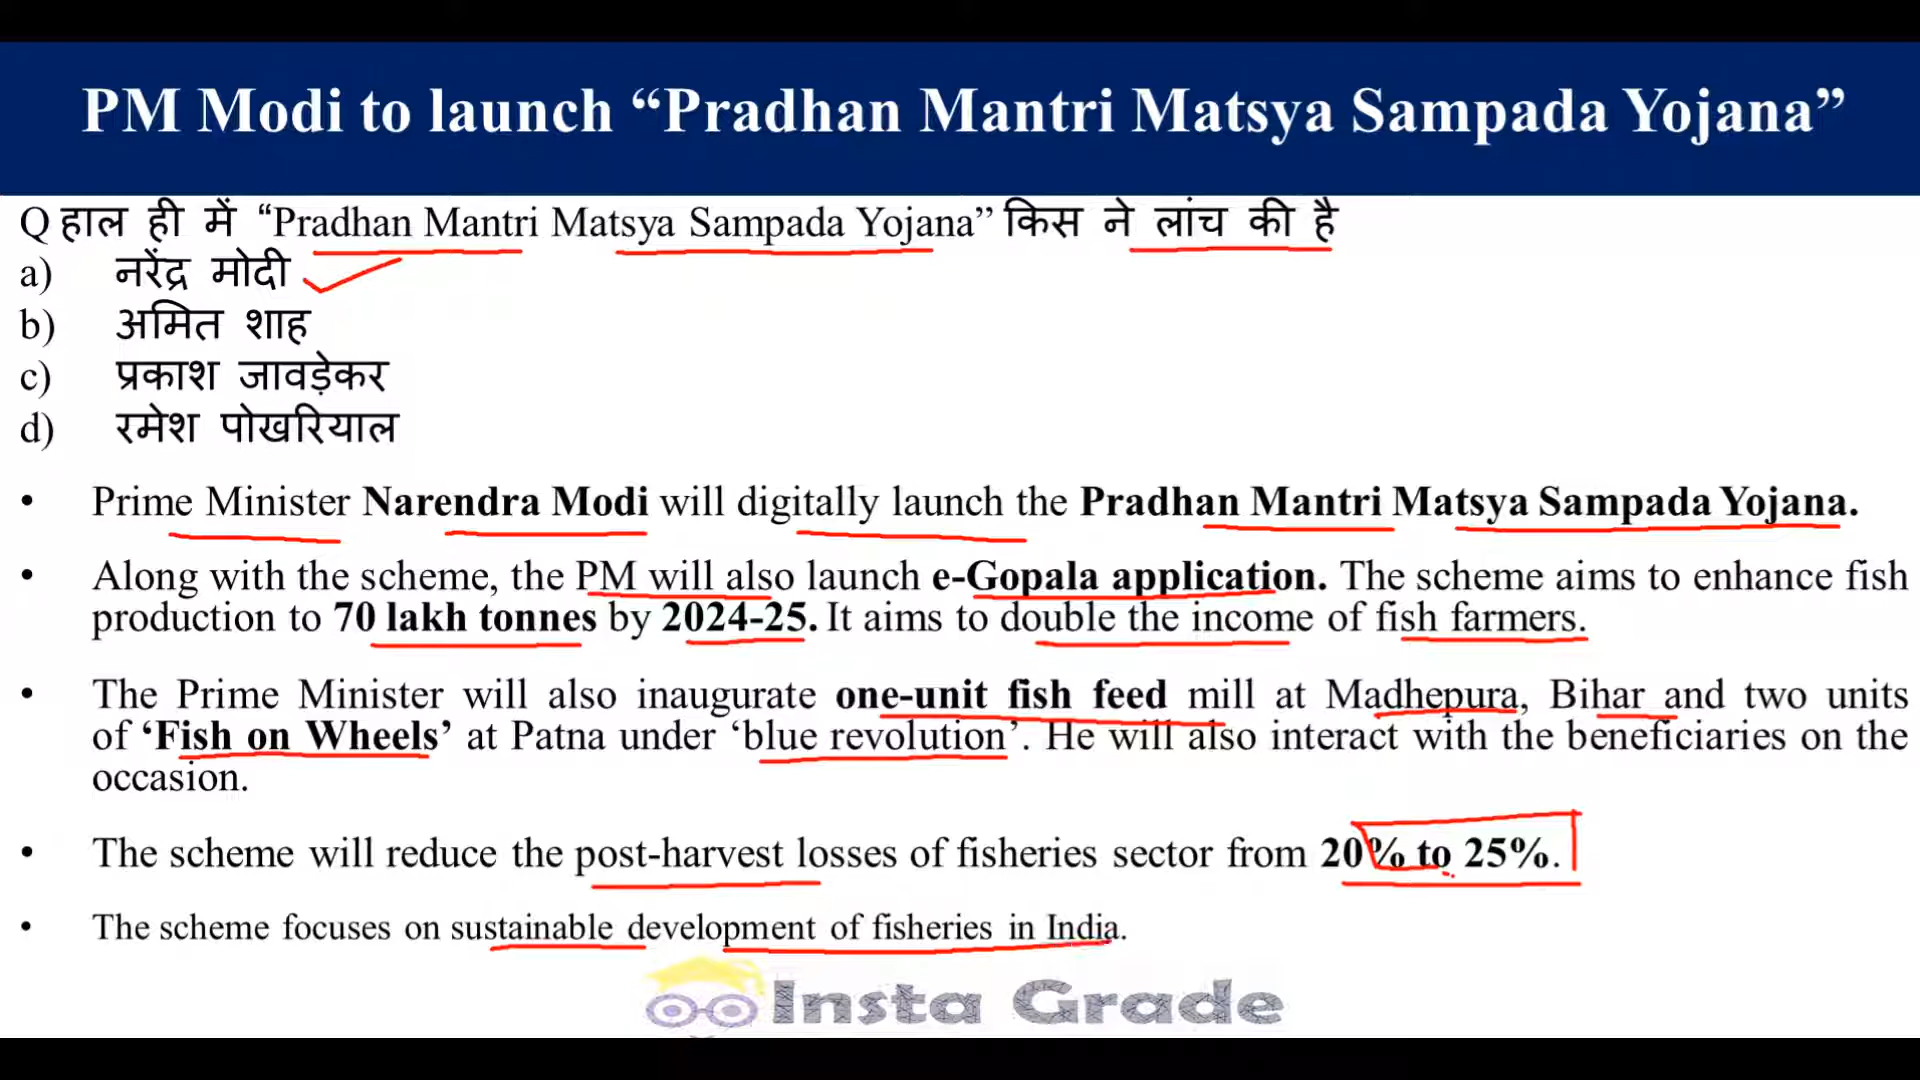 PM Modi to launch “Pradhan Mantri Matsya Sampada Yojana”
Q हाल ही में “Pradhan Mantri Matsya Sampada Yojana” किस ने लांच की है
a) नरेंद्र मोदी
b) अमित शाह
c) प्रकाश जावड़ेकर
d) रमेश पोखरियाल
• Prime Minister Narendra Modi will digitally launch the Pradhan Mantri Matsya Sampada Yojana.
• Along with the scheme, the PM will also launch e-Gopala application. The scheme aims to enhance fish
production to 70 lakh tonnes by 2024-25. It aims to double the income of fish farmers.
• The Prime Minister will also inaugurate one-unit fish feed mill at Madhepura, Bihar and two units
of ‘Fish on Wheels’ at Patna under ‘blue revolution’. He will also interact with the beneficiaries on the
occasion.
• The scheme will reduce the post-harvest losses of fisheries sector from 20% to 25%.
• The scheme focuses on sustainable development of fisheries in India.
Insta Grade